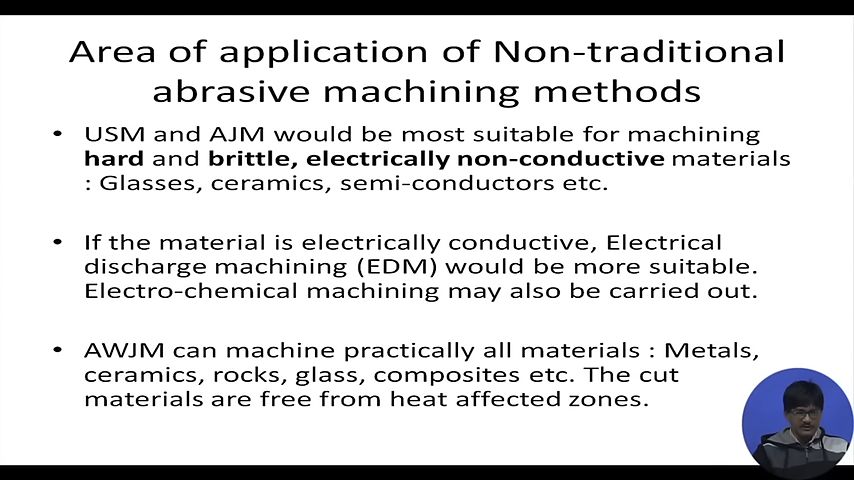 Area of application of Non-traditional
abrasive machining methods
• USM and AJM would be most suitable for machining
hard and brittle, electrically non-conductive materials
: Glasses, ceramics, semi-conductors etc.
• If the material is electrically conductive, Electrical
discharge machining (EDM) would be more suitable.
Electro-chemical machining may also be carried out.
• AWJM can machine practically all materials : Metals,
ceramics, rocks, glass, composites etc. The cut
materials are free from heat affected zones.